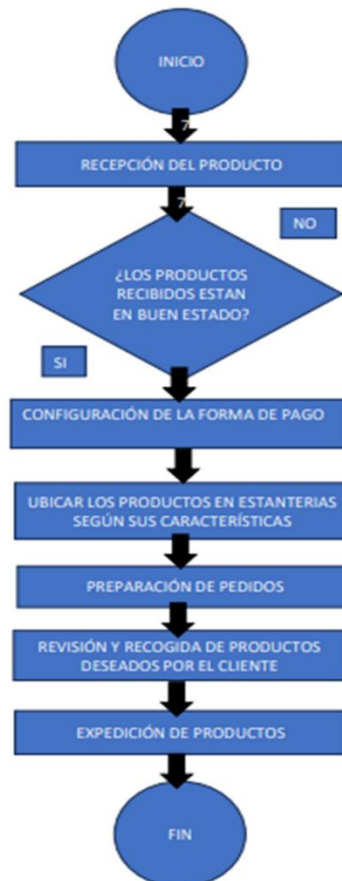 INICIO
7
RECEPCIÓN DEL PRODUCTO
7
NO
¿LOS PRODUCTOS
RECIBIDOS ESTAN
EN BUEN ESTADO?
SI
CONFIGURACIÓN DE LA FORMA DE PAGO
UBICAR LOS PRODUCTOS EN ESTANTERIAS
SEGÚN SUS CARACTERÍSTICAS
PREPARACIÓN DE PEDIDOS
REVISIÓN Y RECOGIDA DE PRODUCTOS
DESEADOS POR EL CLIENTE
EXPEDICIÓN DE PRODUCTOS
FIN